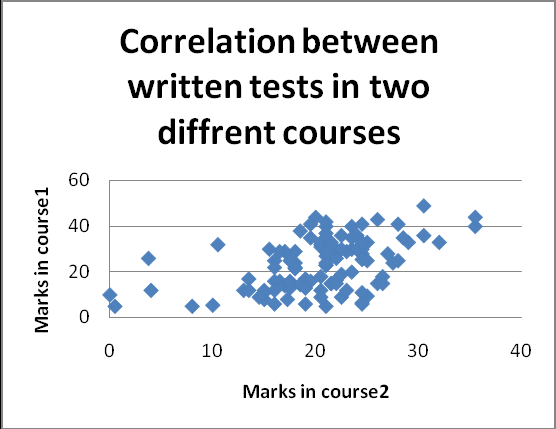 Correlation between
written tests in two
diffrent courses
60
40
20
0
Marks in course1
0 10 20 30 40
Marks in course2